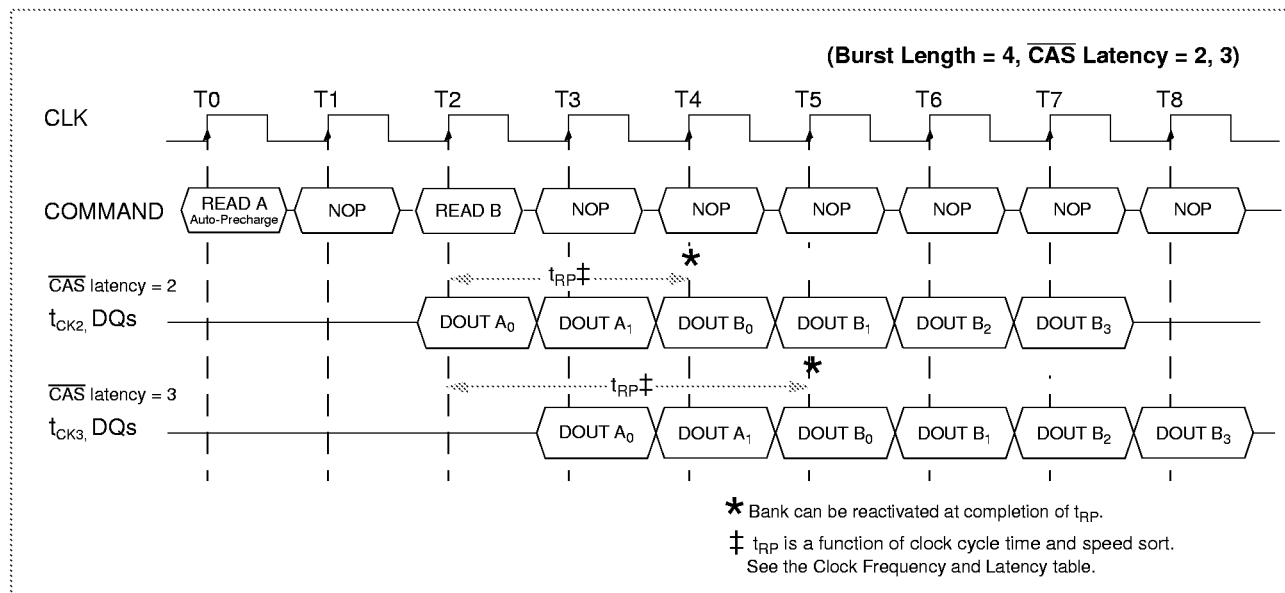 (Burst Length = 4, CAS Latency = 2, 3)
T0 T1 T2 T3 T4 T5 T6 T7 T8
CLK
COMMAND READ A NOP READ B NOP NOP NOP NOP NOP NOP
Auto-Precharge
*
tRP‡
CAS latency = 2
tCK2, DQs DOUT A0 DOUT A1 DOUT B0 DOUT B1 DOUT B2 DOUT B3
*
tRP‡
CAS latency = 3
tCK3, DQs DOUT A0 DOUT A1 DOUT B0 DOUT B1 DOUT B2 DOUT B3
* Bank can be reactivated at completion of tRP.
‡ tRP is a function of clock cycle time and speed sort.
See the Clock Frequency and Latency table.